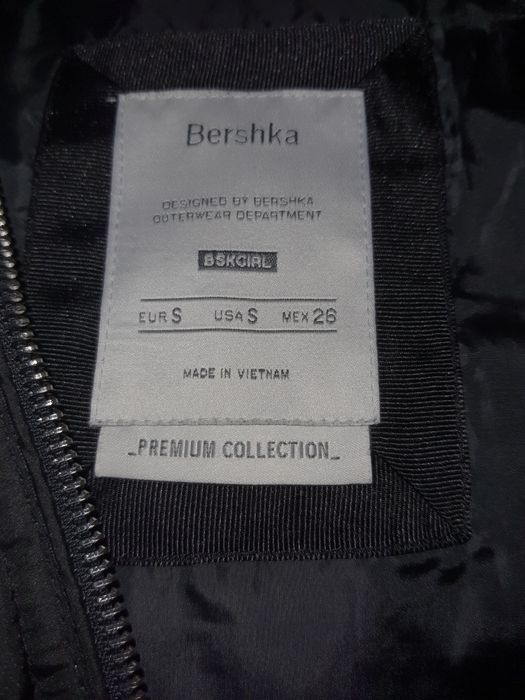 Bershka
DESIGNED BY BERSHKA
OUTERWEAR DEPARTMENT
BSKGIRL
EUR S USA S MEX 26
MADE IN VIETNAM
_PREMIUM COLLECTION_